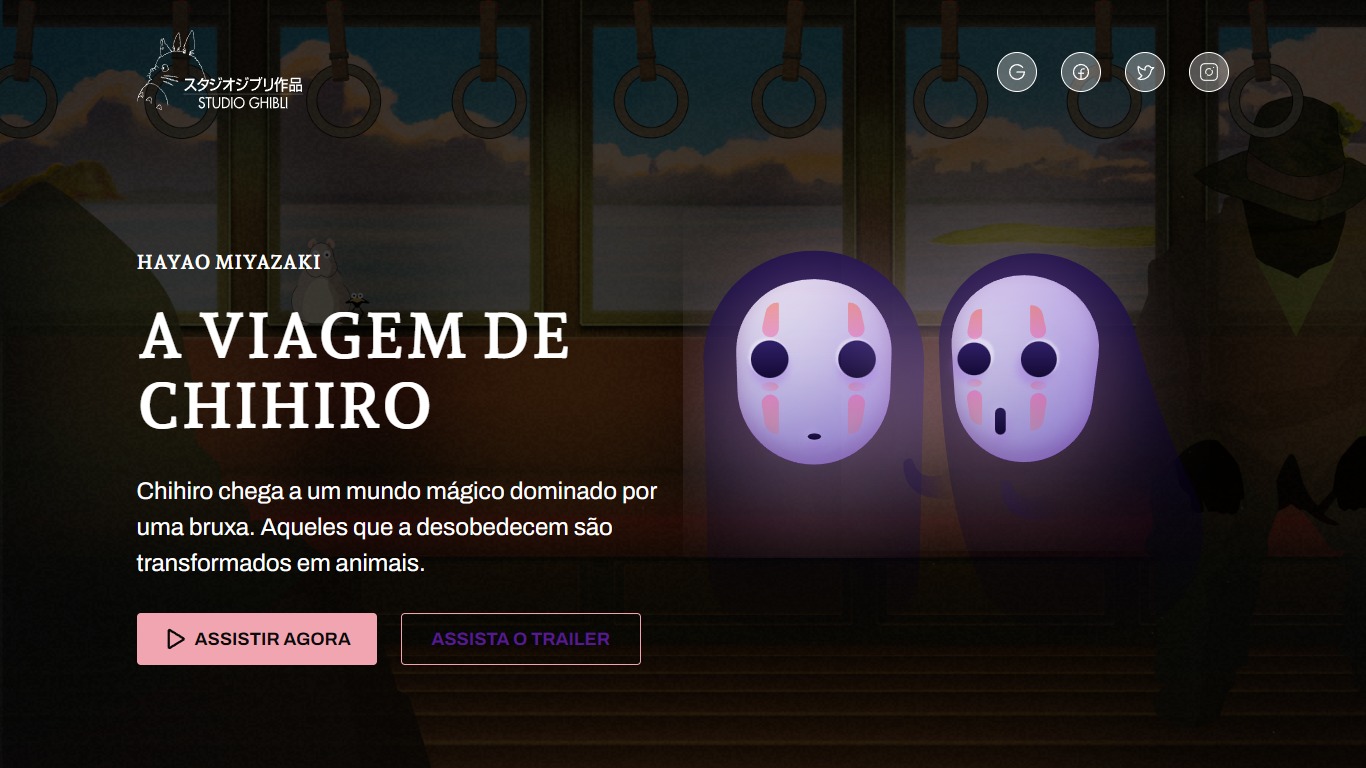 スタジオジブリ作品
STUDIO GHIBLI
HAYAO MIYAZAKI
A VIAGEM DE
CHIHIRO
Chihiro chega a um mundo mágico dominado por
uma bruxa. Aqueles que a desobedecem são
transformados em animais.
ASSISTIR AGORA
ASSISTA O TRAILER